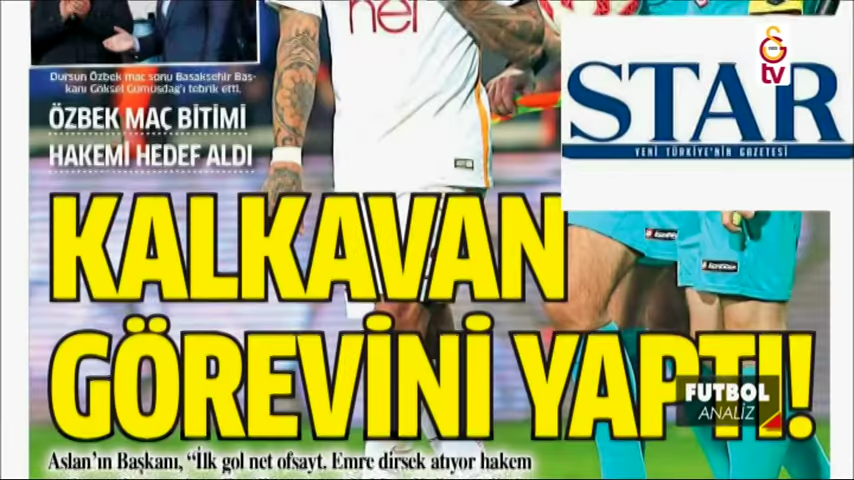 nef
GS
tv
Dursun Özbek maç sonu Başakşehir Baş-
kanı Göksel Gümüşdağ'ı tebrik etti.
STAR
YENİ TÜRKİYE'NİN GAZETESİ
ÖZBEK MAÇ BİTİMİ
HAKEMİ HEDEF ALDI
KALKAVAN
GÖREVİNİ YAPTI!
FUTBOL
ANALİZ
Aslan'ın Başkanı, “İlk gol net ofsayt. Emre dirsek atıyor hakem